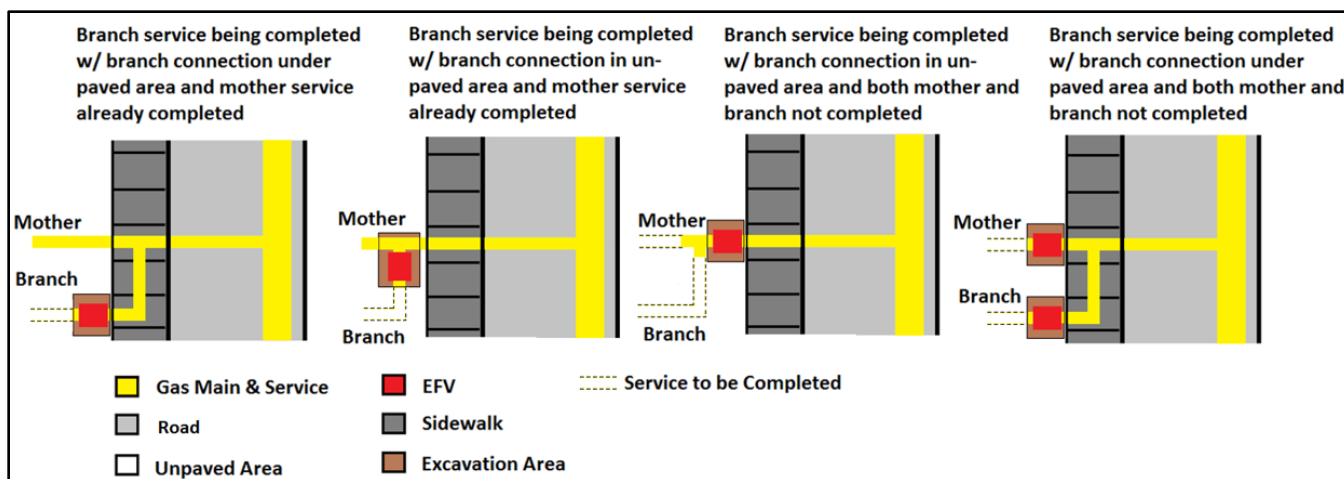 Branch service being completed
w/ branch connection under
paved area and mother service
already completed
Branch service being completed
w/ branch connection in un-
paved area and mother service
already completed
Branch service being completed
w/ branch connection in un-
paved area and both mother and
branch not completed
Branch service being completed
w/ branch connection under
paved area and both mother and
branch not completed
Mother
Branch
Mother
Branch
Mother
Branch
Mother
Branch
Gas Main & Service
EFV
Service to be Completed
Road
Sidewalk
Unpaved Area
Excavation Area